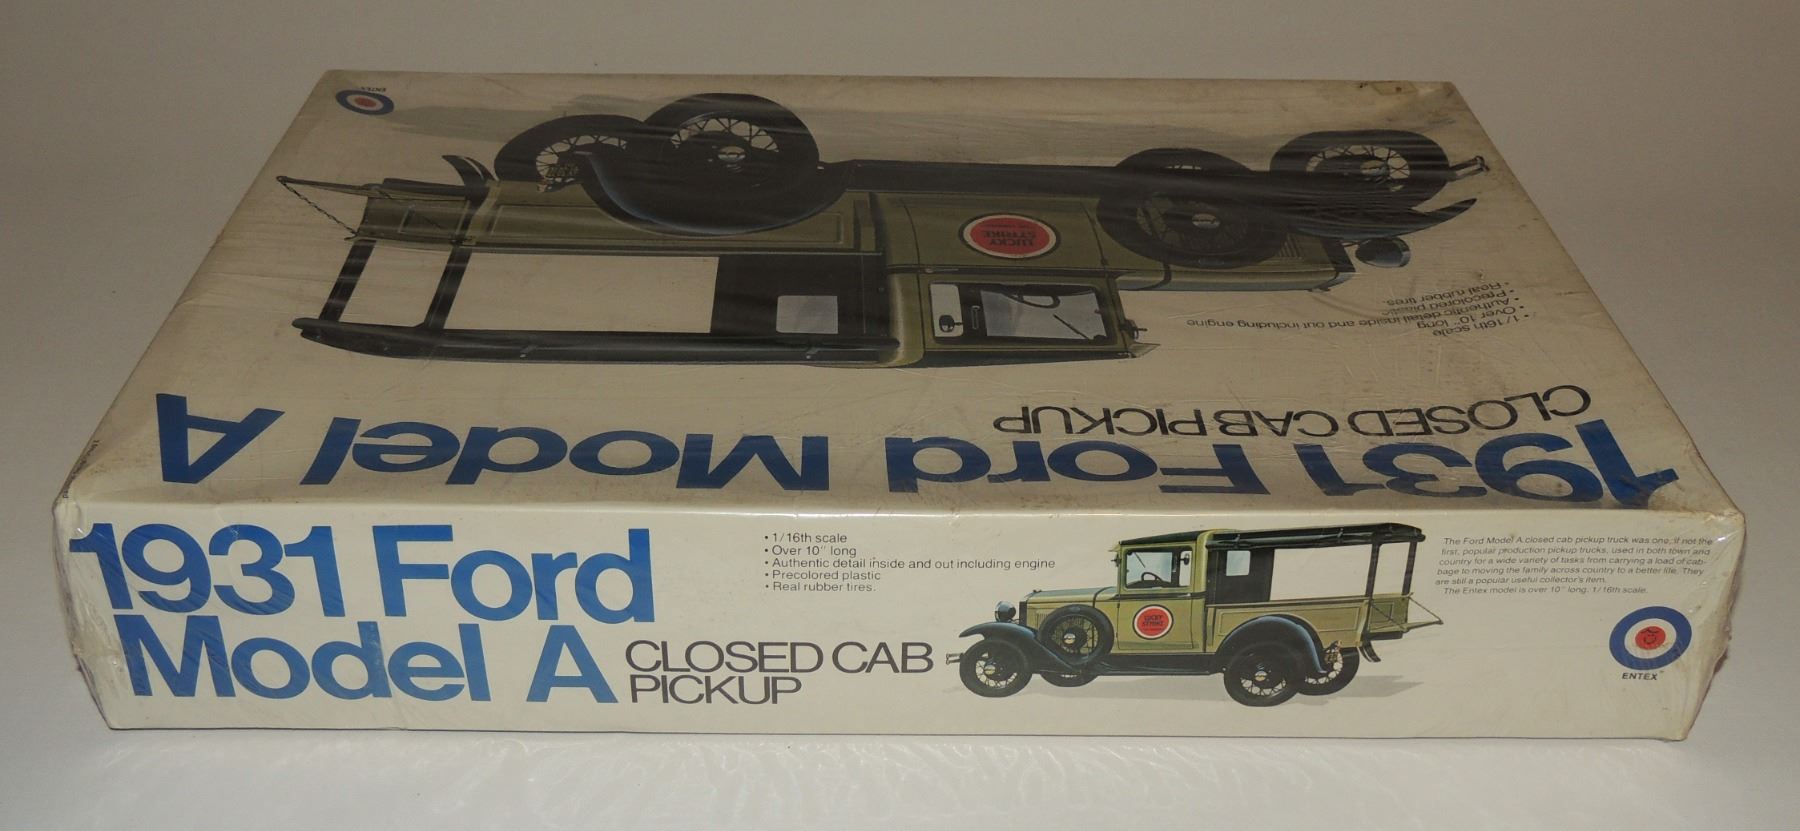 ENTEX
LUCKY
STRIKE
• 1/16th scale
• Over 10" long
• Authentic detail inside and out including engine
• Precolored plastic
• Real rubber tires.
CLOSED CAB PICKUP
1931 Ford Model A
1931 Ford
Model A
CLOSED CAB
PICKUP
• 1/16th scale
• Over 10" long
• Authentic detail inside and out including engine
• Precolored plastic
• Real rubber tires.
LUCKY
STRIKE
The Ford Model A closed cab pickup truck was one, if not the
first, popular production pickup trucks, used in both town and
country for a wide variety of tasks from carrying a load of cab-
bage to moving the family across country to a better life. They
are still a popular useful collector's item.
The Entex model is over 10" long. 1/16th scale.
ENTEX